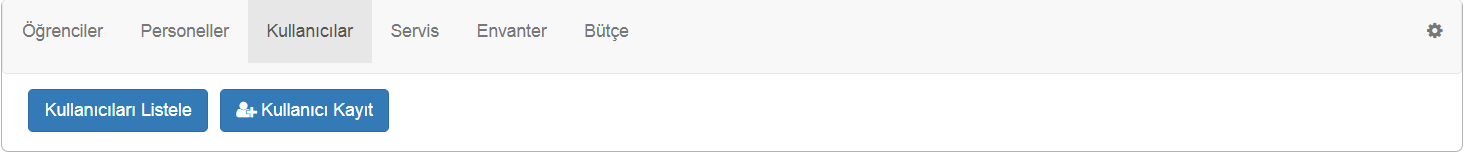 Öğrenciler Personeller Kullanıcılar Servis Envanter Bütçe
Kullanıcıları Listele Kullanıcı Kayıt